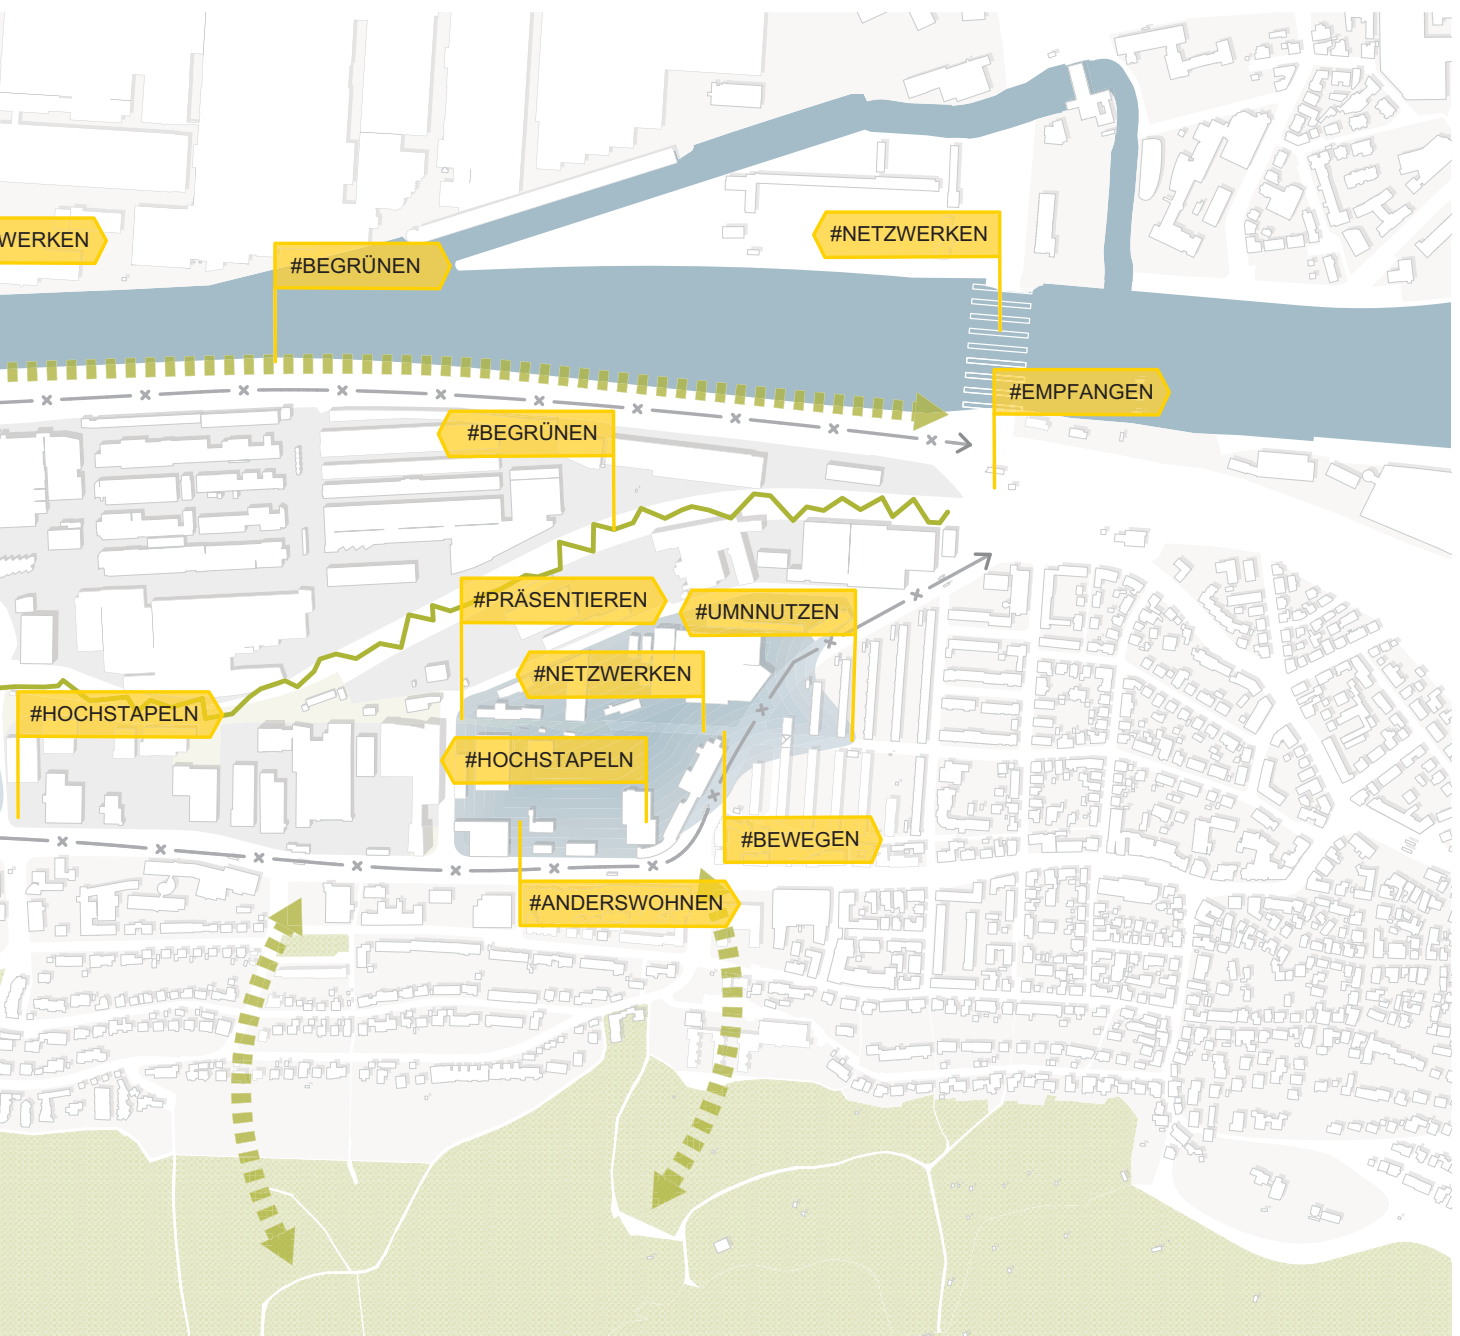 WERKEN
#BEGRÜNEN
#NETZWERKEN
#EMPFANGEN
#BEGRÜNEN
#PRÄSENTIEREN
#UMNNUTZEN
#NETZWERKEN
#HOCHSTAPELN
#HOCHSTAPELN
#BEWEGEN
#ANDERSWOHNEN